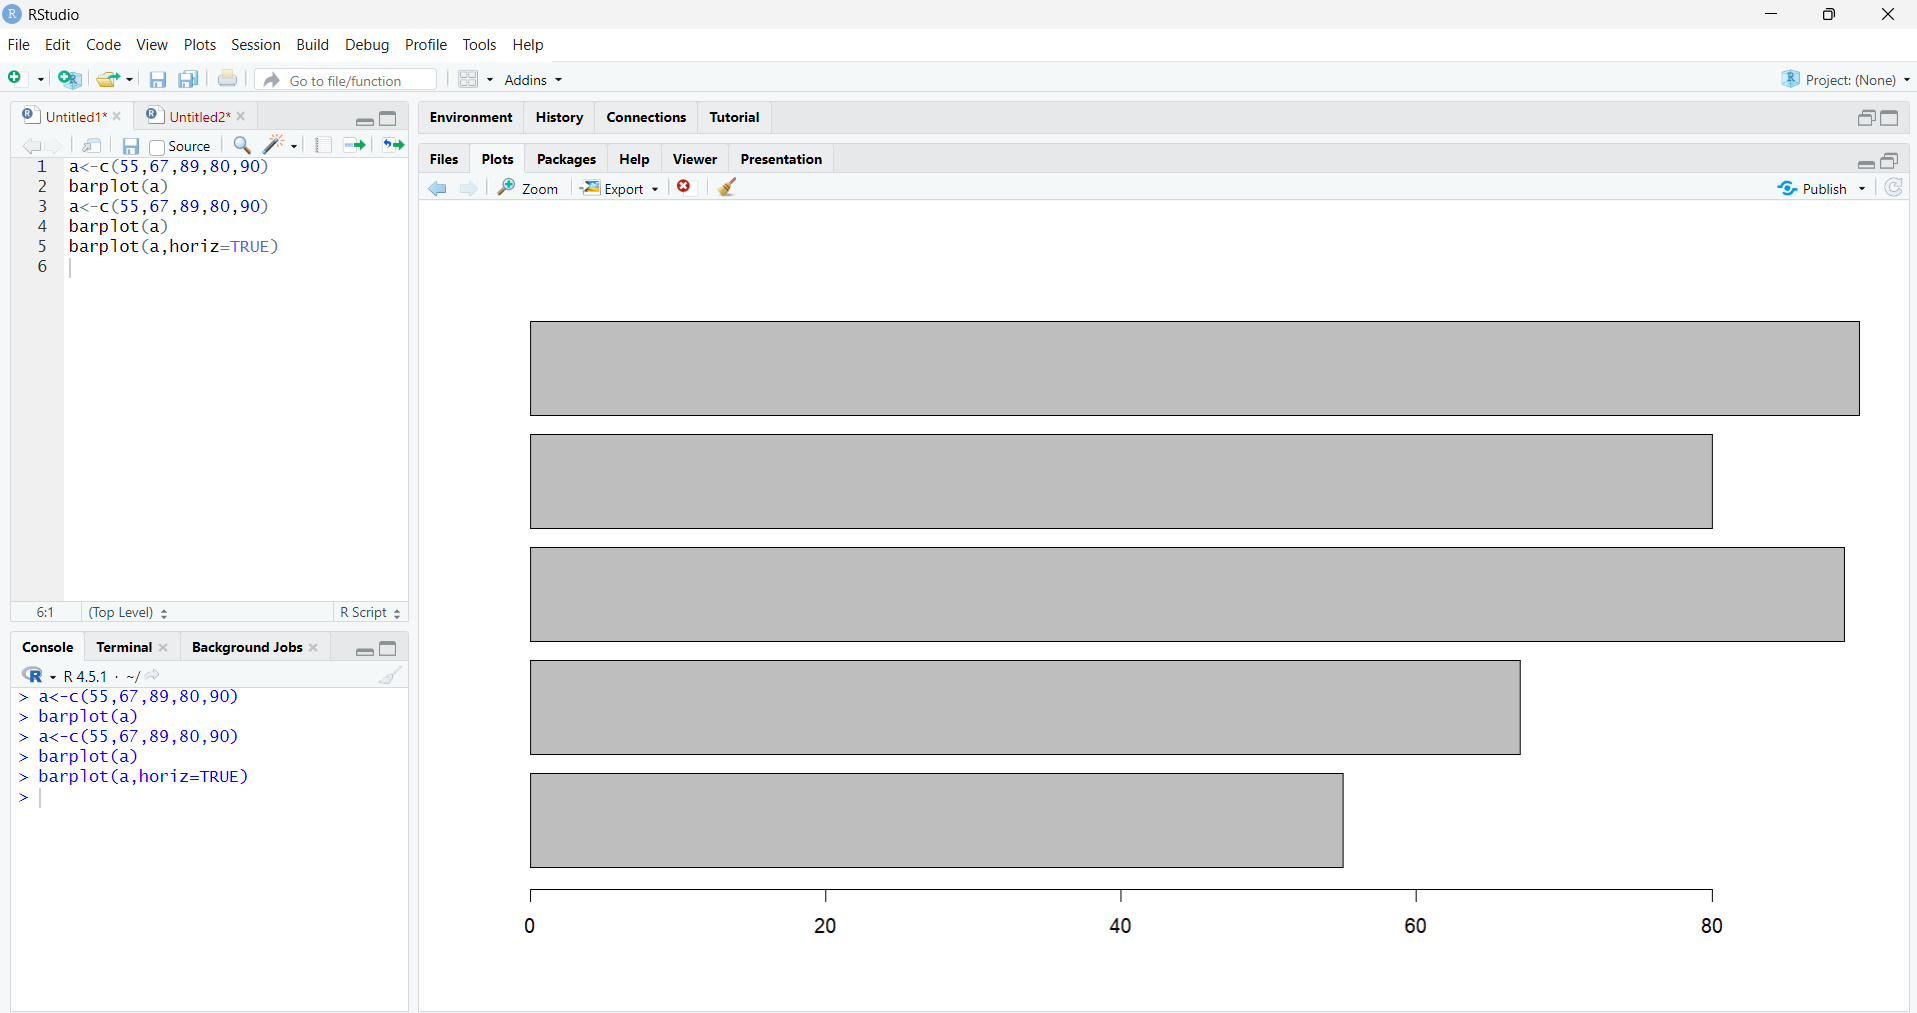 RStudio
File Edit Code View Plots Session Build Debug Profile Tools Help
Go to file/function Addins Project: (None)
Untitled1* Untitled2*
Source
1 a<-c(55,67,89,80,90)
2 barplot(a)
3 a<-c(55,67,89,80,90)
4 barplot(a)
5 barplot(a,horiz=TRUE)
6
6:1 (Top Level) R Script
Console Terminal Background Jobs
R 4.5.1 · ~/
> a<-c(55,67,89,80,90)
> barplot(a)
> a<-c(55,67,89,80,90)
> barplot(a)
> barplot(a,horiz=TRUE)
>
Environment History Connections Tutorial
Files Plots Packages Help Viewer Presentation
Zoom Export Publish
0 20 40 60 80